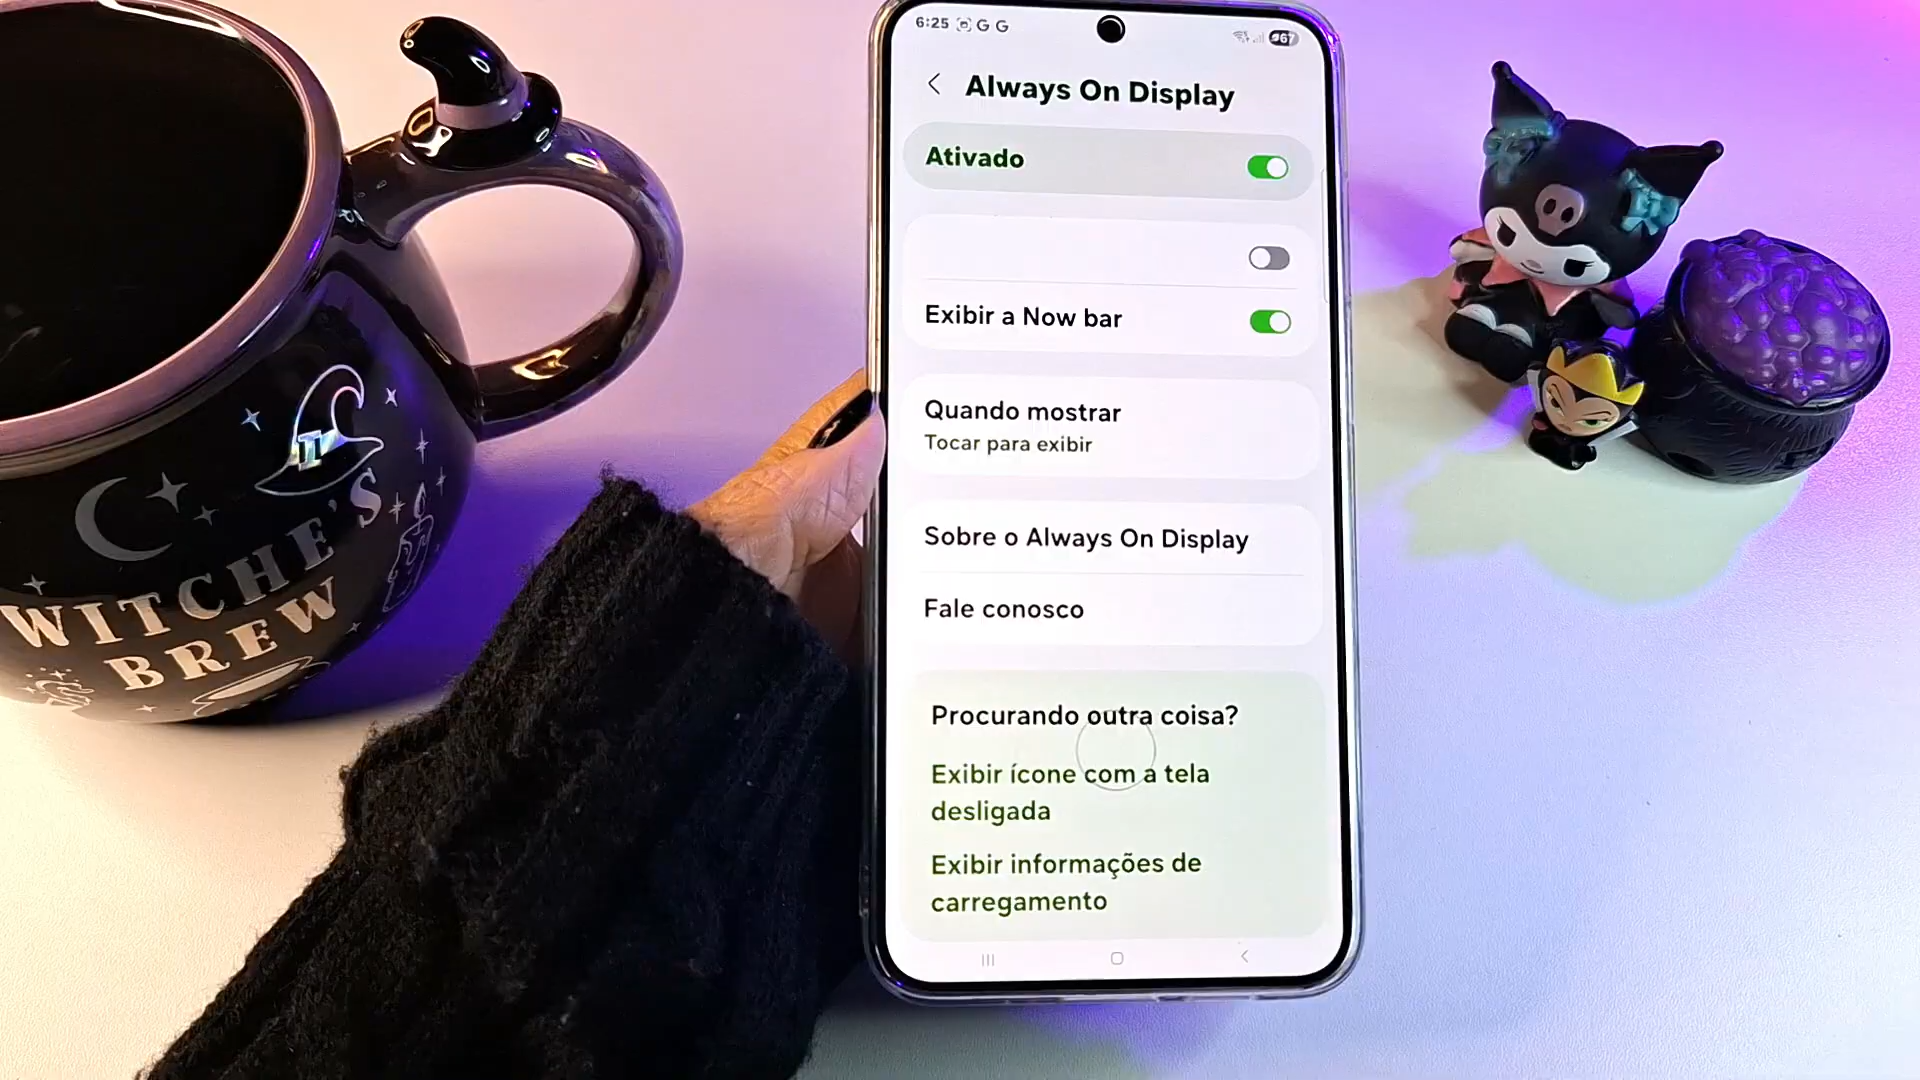 WITCHE'S
BREW
6:25 G G
67
Always On Display
Ativado
Exibir a Now bar
Quando mostrar
Tocar para exibir
Sobre o Always On Display
Fale conosco
Procurando outra coisa?
Exibir ícone com a tela
desligada
Exibir informações de
carregamento